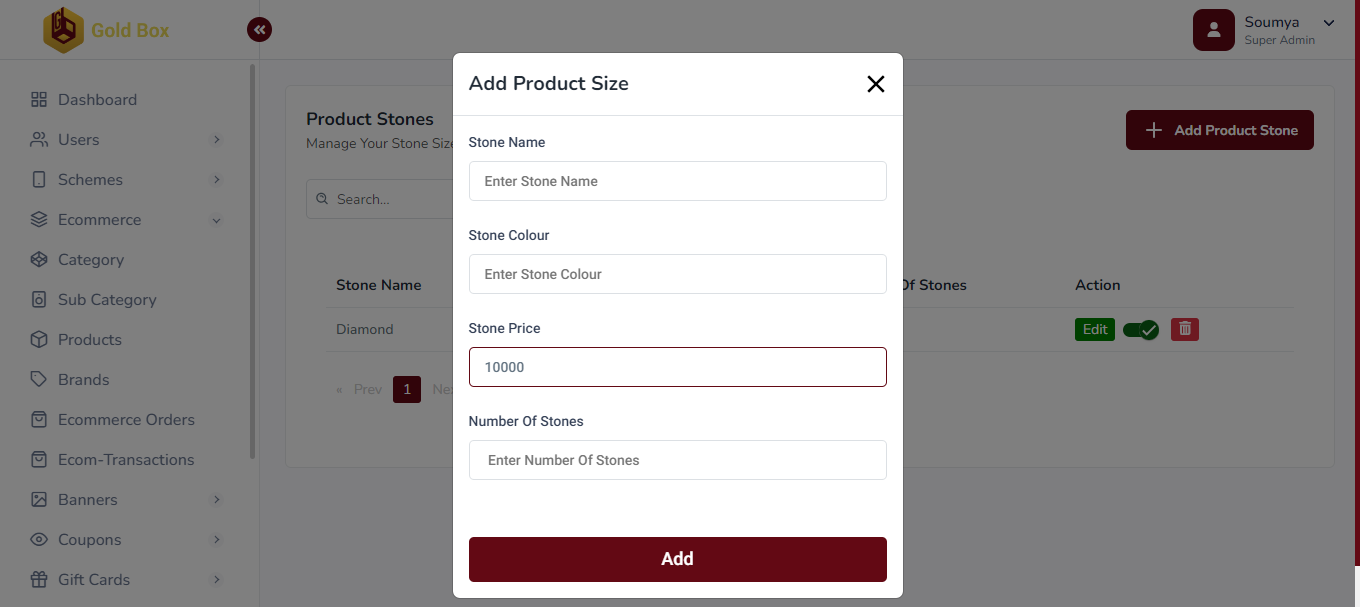 Gold Box
Soumya
Super Admin
Dashboard
Users
Schemes
Ecommerce
Category
Sub Category
Products
Brands
Ecommerce Orders
Ecom-Transactions
Banners
Coupons
Gift Cards
Product Stones
Manage Your Stone Size
Add Product Stone
Search...
Stone Name
Of Stones
Action
Diamond
Edit
« Prev 1
Add Product Size
Stone Name
Enter Stone Name
Stone Colour
Enter Stone Colour
Stone Price
10000
Number Of Stones
Enter Number Of Stones
Add